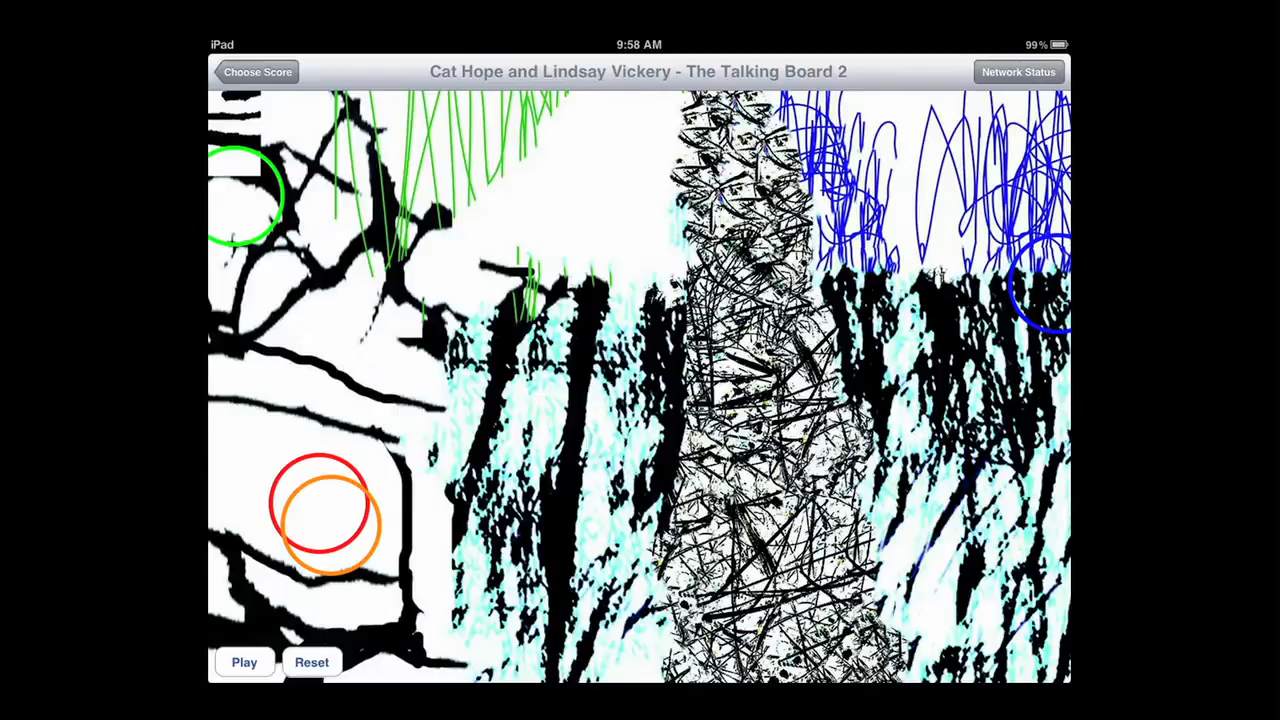 iPad
9:58 AM
99%
Choose Score
Cat Hope and Lindsay Vickery - The Talking Board 2
Network Status
Play
Reset